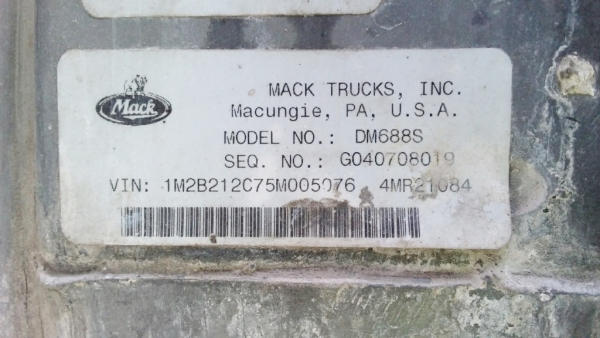 Mack
MACK TRUCKS, INC.
Macungie, PA, U.S.A.
MODEL NO.: DM688S
SEQ. NO.: G040708019
VIN: 1M2B212C75M005076 4MR21084